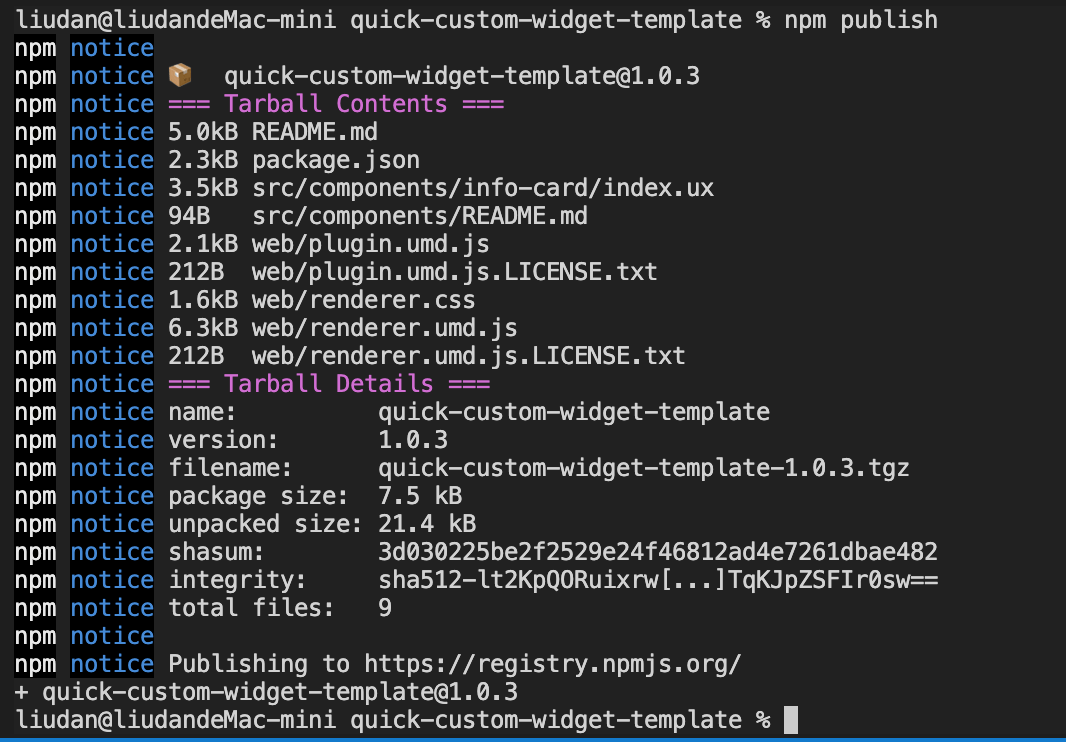 liudan@liudandeMac-mini quick-custom-widget-template % npm publish
npm notice
npm notice 📦  quick-custom-widget-template@1.0.3
npm notice === Tarball Contents ===
npm notice 5.0kB README.md
npm notice 2.3kB package.json
npm notice 3.5kB src/components/info-card/index.ux
npm notice 94B   src/components/README.md
npm notice 2.1kB web/plugin.umd.js
npm notice 212B  web/plugin.umd.js.LICENSE.txt
npm notice 1.6kB web/renderer.css
npm notice 6.3kB web/renderer.umd.js
npm notice 212B  web/renderer.umd.js.LICENSE.txt
npm notice === Tarball Details ===
npm notice name:          quick-custom-widget-template
npm notice version:       1.0.3
npm notice filename:      quick-custom-widget-template-1.0.3.tgz
npm notice package size:  7.5 kB
npm notice unpacked size: 21.4 kB
npm notice shasum:        3d030225be2f2529e24f46812ad4e7261dbae482
npm notice integrity:     sha512-lt2KpQORuixrw[...]TqKJpZSFIr0sw==
npm notice total files:   9
npm notice
npm notice Publishing to https://registry.npmjs.org/
+ quick-custom-widget-template@1.0.3
liudan@liudandeMac-mini quick-custom-widget-template %